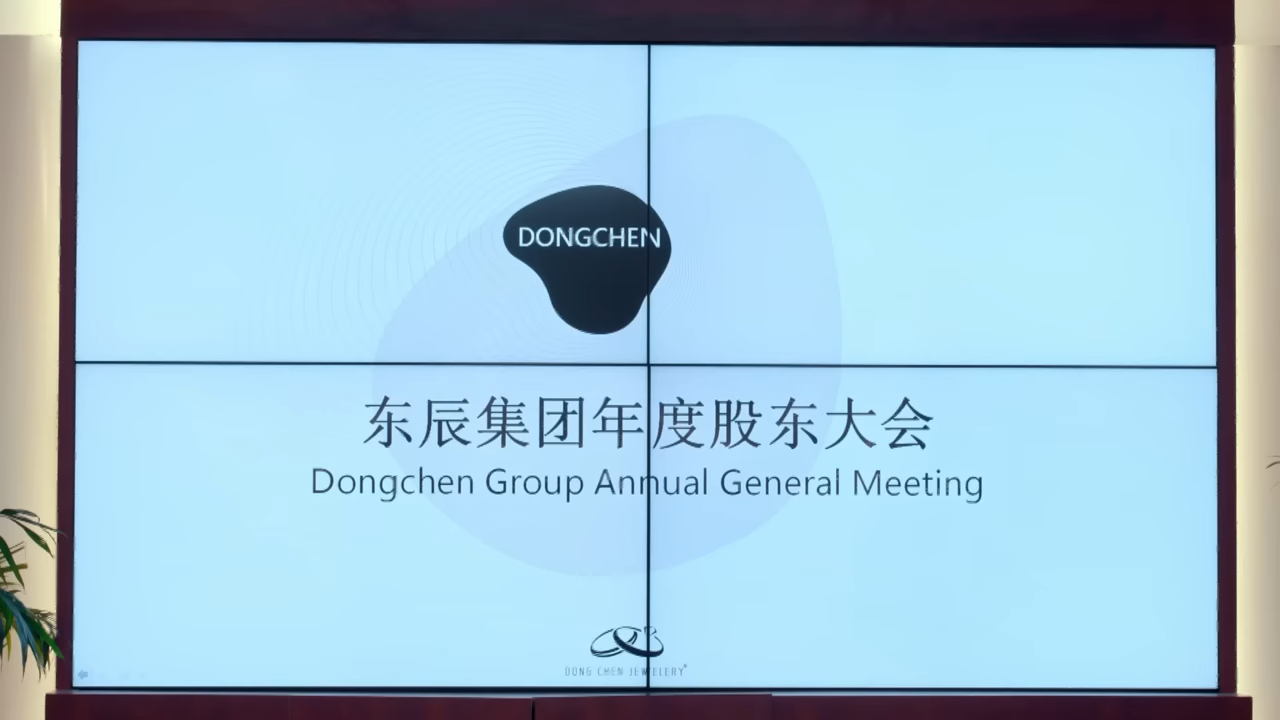 DONGCHEN
东辰集团年度股东大会
Dongchen Group Annual General Meeting
DONG CHEN JEWELERY®